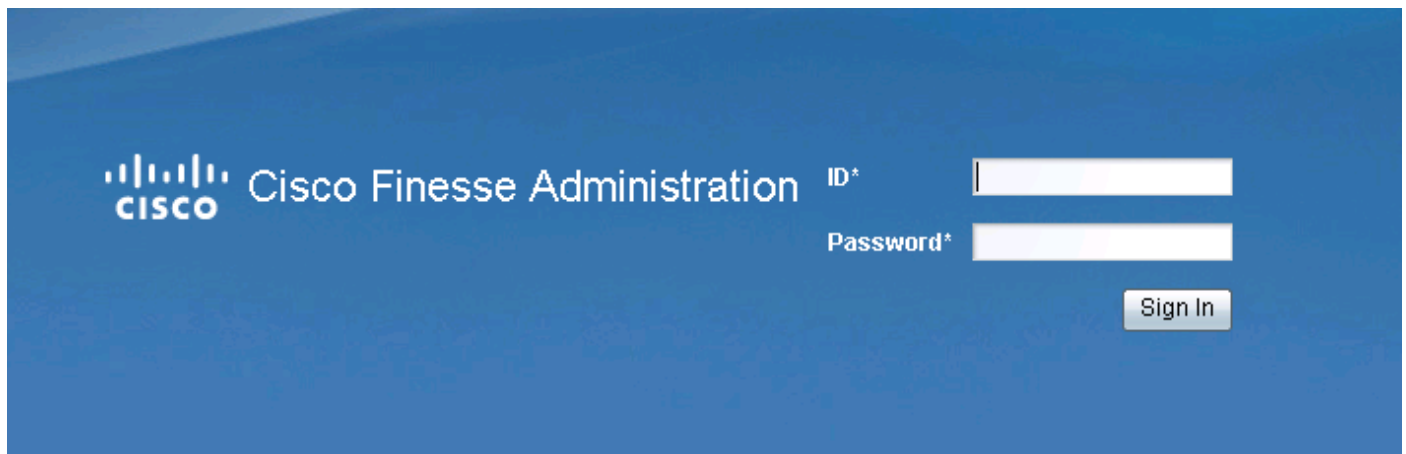 CISCO
Cisco Finesse Administration
ID*
Password*
Sign In